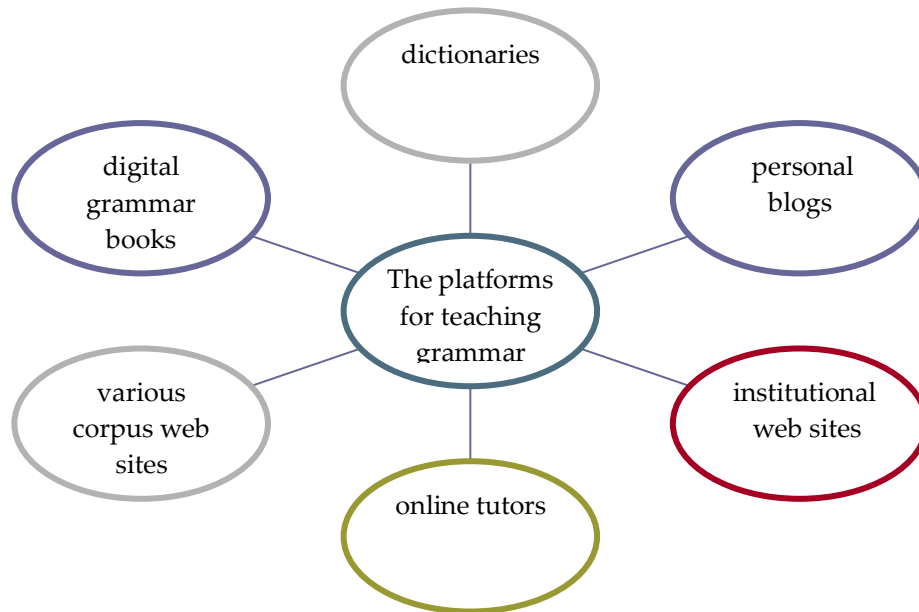 dictionaries
digital
grammar
books
personal
blogs
The platforms
for teaching
grammar
various
corpus web
sites
institutional
web sites
online tutors